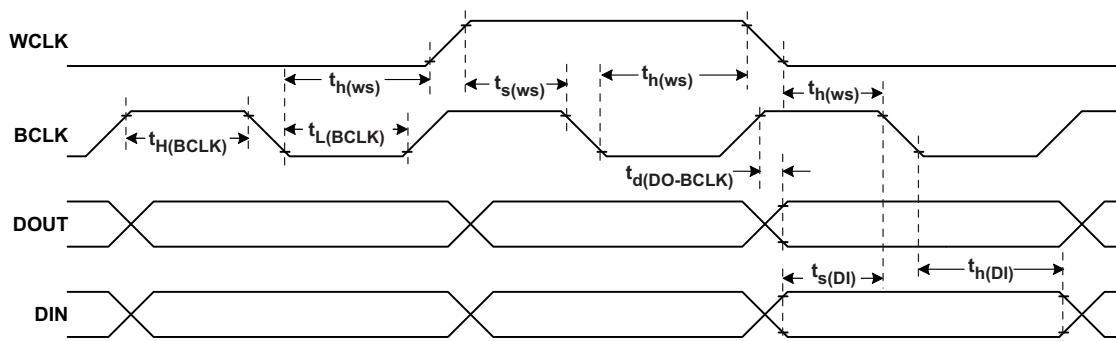 WCLK
t_h(ws)
t_s(ws)
t_h(ws)
t_h(ws)
BCLK
t_H(BCLK)
t_L(BCLK)
t_d(DO-BCLK)
DOUT
t_s(DI)
t_h(DI)
DIN